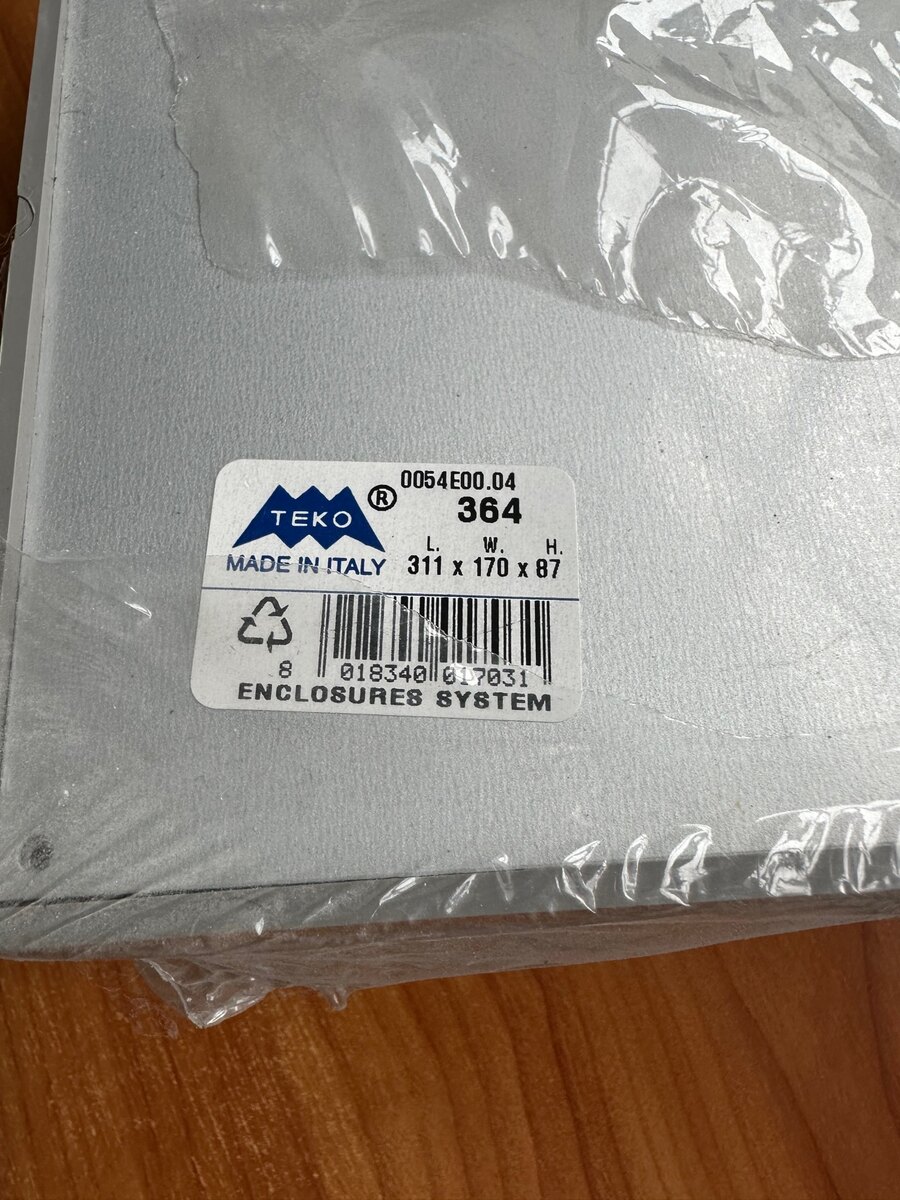 0054E00.04
TEKO ®
364
L. W. H.
MADE IN ITALY 311 x 170 x 87
8 018340 017031
ENCLOSURES SYSTEM